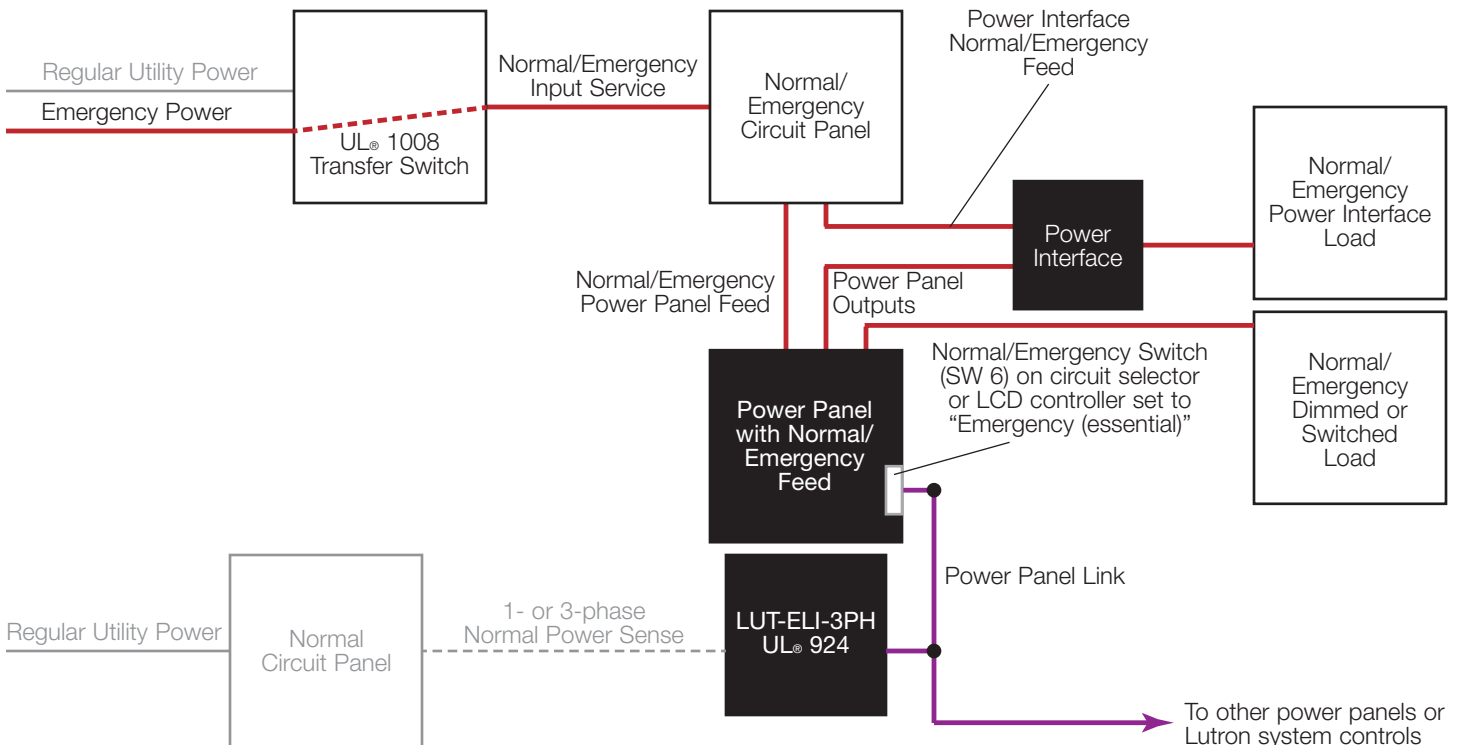 Regular Utility Power
Emergency Power
UL® 1008
Transfer Switch
Normal/Emergency
Input Service
Normal/
Emergency
Circuit Panel
Power Interface
Normal/Emergency
Feed
Power
Interface
Normal/
Emergency
Power Interface
Load
Normal/Emergency
Power Panel Feed
Power Panel
Outputs
Normal/Emergency Switch
(SW 6) on circuit selector
or LCD controller set to
“Emergency (essential)”
Normal/
Emergency
Dimmed or
Switched
Load
Power Panel
with Normal/
Emergency
Feed
Power Panel Link
Regular Utility Power
Normal
Circuit Panel
1- or 3-phase
Normal Power Sense
LUT-ELI-3PH
UL® 924
To other power panels or
Lutron system controls